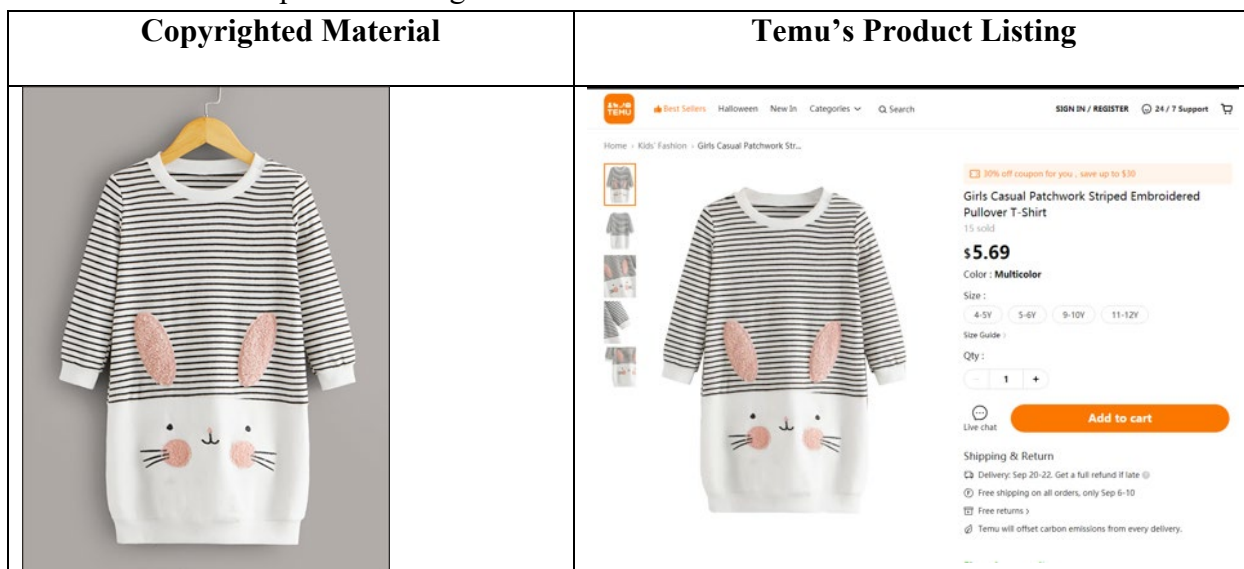 Copyrighted Material
Temu's Product Listing
TEMU
Best Sellers Halloween New In Categories Search SIGN IN / REGISTER 24 / 7 Support
Home › Kids' Fashion › Girls Casual Patchwork Str...
30% off coupon for you , save up to $30
Girls Casual Patchwork Striped Embroidered
Pullover T-Shirt
15 sold
$5.69
Color : Multicolor
Size :
4-5Y 5-6Y 9-10Y 11-12Y
Size Guide ›
Qty :
- 1 +
Live chat
Add to cart
Shipping & Return
Delivery: Sep 20-22. Get a full refund if late
Free shipping on all orders, only Sep 6-10
Free returns ›
Temu will offset carbon emissions from every delivery.